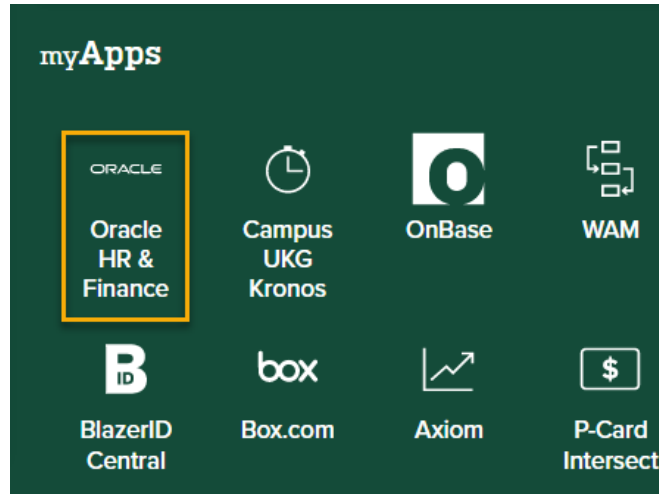 myApps
ORACLE
Oracle
HR &
Finance
Campus
UKG
Kronos
O
OnBase
WAM
B
ID
BlazerID
Central
box
Box.com
Axiom
$
P-Card
Intersect